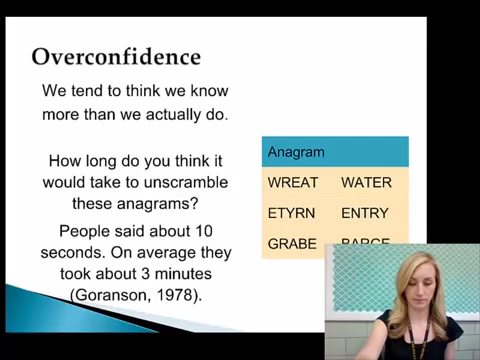 Overconfidence
We tend to think we know
more than we actually do.
How long do you think it
would take to unscramble
these anagrams?
People said about 10
seconds. On average they
took about 3 minutes
(Goranson, 1978).
Anagram
WREAT WATER
ETYRN ENTRY
GRABE BARGE